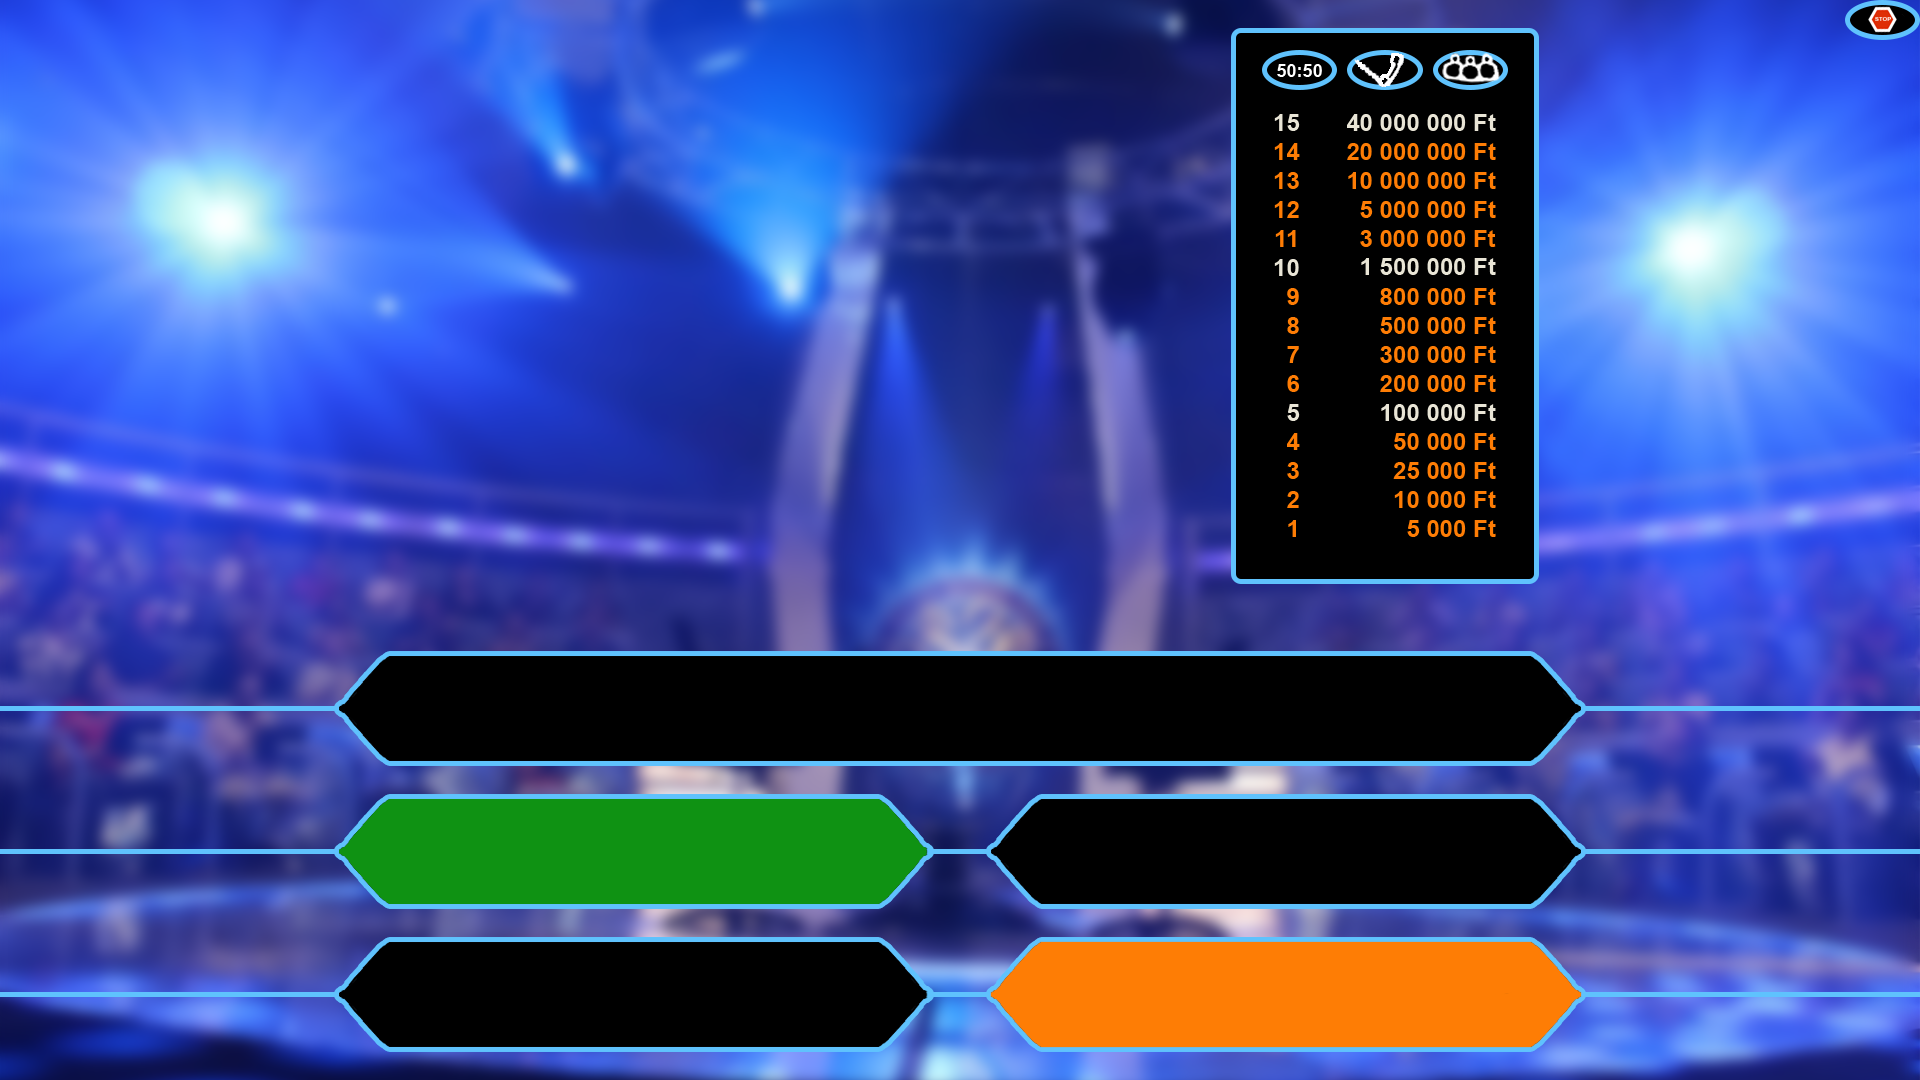 STOP
50:50
15 40 000 000 Ft
14 20 000 000 Ft
13 10 000 000 Ft
12 5 000 000 Ft
11 3 000 000 Ft
10 1 500 000 Ft
9 800 000 Ft
8 500 000 Ft
7 300 000 Ft
6 200 000 Ft
5 100 000 Ft
4 50 000 Ft
3 25 000 Ft
2 10 000 Ft
1 5 000 Ft